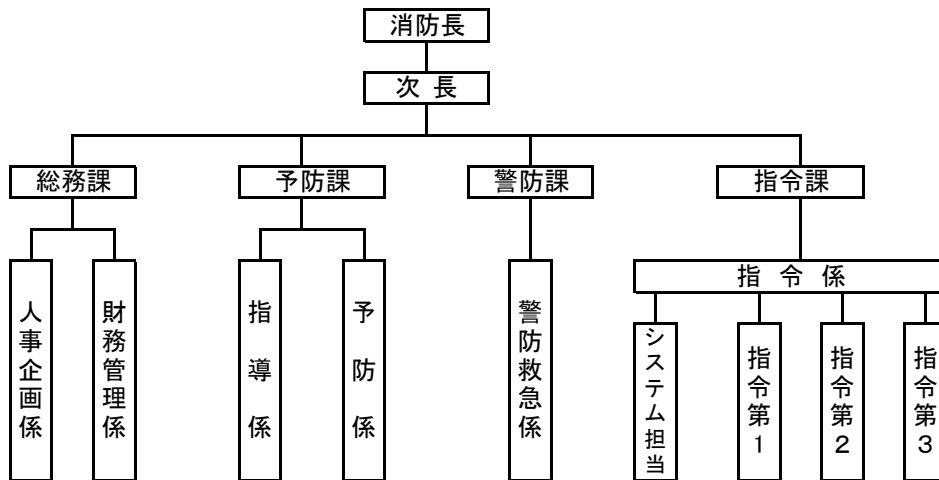 消防長
次 長
総務課
予防課
警防課
指令課
指 令 係
人事企画係
財務管理係
指導係
予防係
警防救急係
システム担当
指令第1
指令第2
指令第3